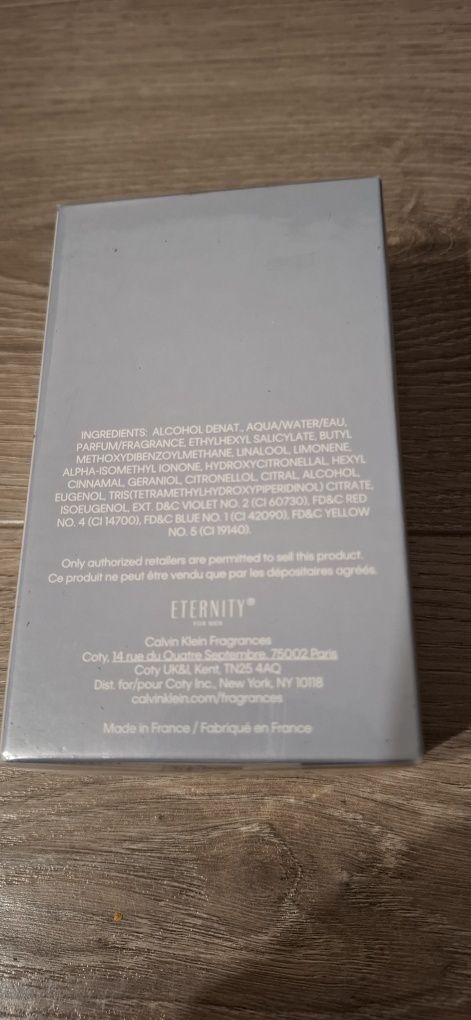 INGREDIENTS: ALCOHOL DENAT., AQUA/WATER/EAU,
PARFUM/FRAGRANCE, ETHYLHEXYL SALICYLATE, BUTYL
METHOXYDIBENZOYLMETHANE, LINALOOL, LIMONENE,
ALPHA-ISOMETHYL IONONE, HYDROXYCITRONELLAL, HEXYL
CINNAMAL, GERANIOL, CITRONELLOL, CITRAL, ALCOHOL,
EUGENOL, TRIS(TETRAMETHYLHYDROXYPIPERIDINOL) CITRATE,
ISOEUGENOL, EXT. D&C VIOLET NO. 2 (CI 60730), FD&C RED
NO. 4 (CI 14700), FD&C BLUE NO. 1 (CI 42090), FD&C YELLOW
NO. 5 (CI 19140).
Only authorized retailers are permitted to sell this product.
Ce produit ne peut être vendu que par les dépositaires agréés.
ETERNITY®
FOR MEN
Calvin Klein Fragrances
Coty, 14 rue du Quatre Septembre, 75002 Paris
Coty UK&I, Kent, TN25 4AQ
Dist. for/pour Coty Inc., New York, NY 10118
calvinklein.com/fragrances
Made in France / Fabriqué en France